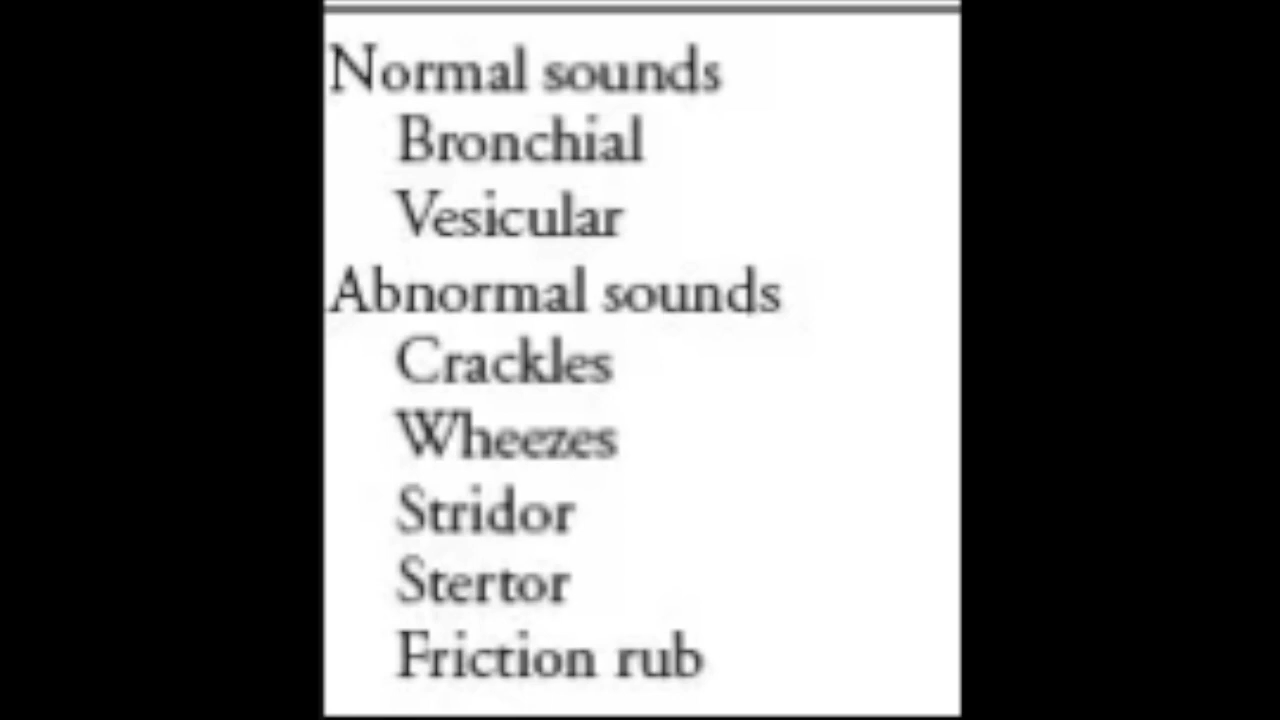 Normal sounds
Bronchial
Vesicular
Abnormal sounds
Crackles
Wheezes
Stridor
Stertor
Friction rub